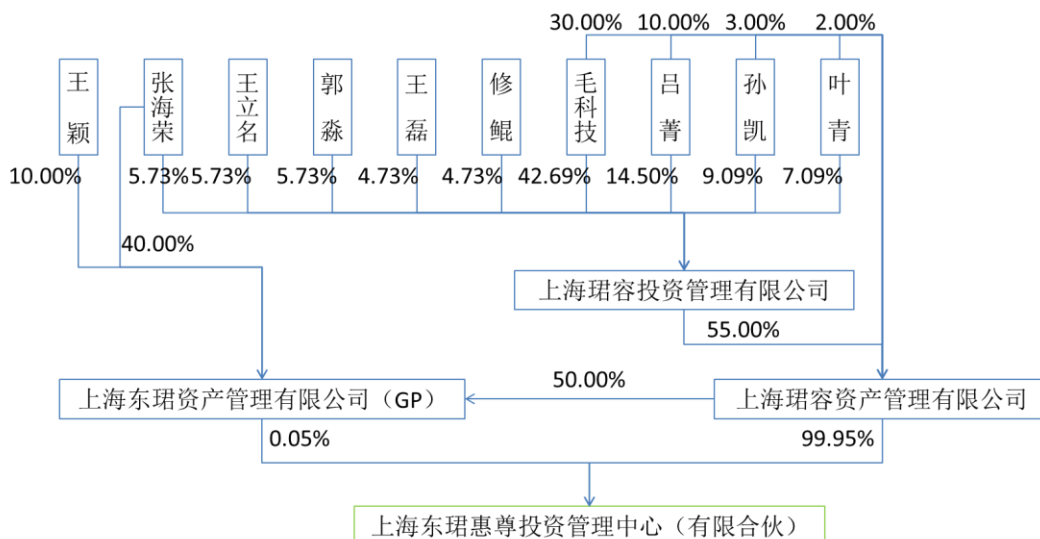 30.00% 10.00% 3.00% 2.00%
王颖 张海荣 王立名 郭淼 王磊 修鲲 毛科技 吕菁 孙凯 叶青
10.00% 5.73% 5.73% 5.73% 4.73% 4.73% 42.69% 14.50% 9.09% 7.09%
40.00%
上海珺容投资管理有限公司
55.00%
50.00%
上海东珺资产管理有限公司（GP） 上海珺容资产管理有限公司
0.05% 99.95%
上海东珺惠尊投资管理中心（有限合伙）